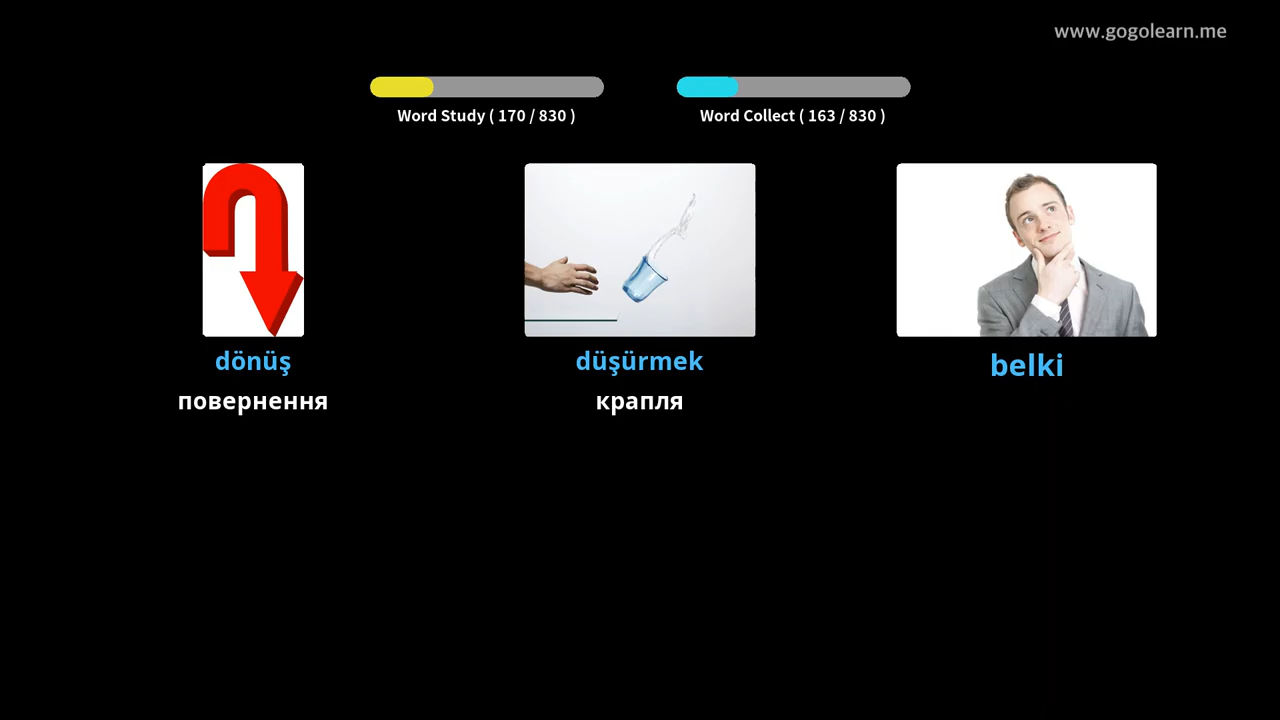 www.gogolearn.me
Word Study ( 170 / 830 )
Word Collect ( 163 / 830 )
dönüş
повернення
düşürmek
крапля
belki